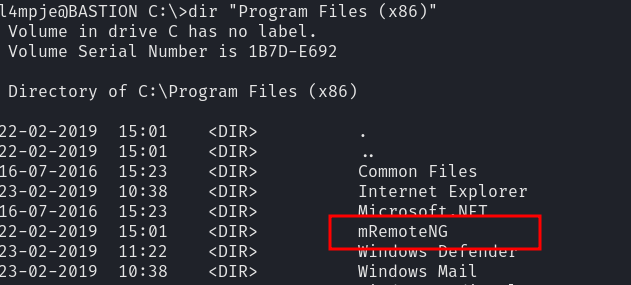 l4mpje@BASTION C:\>dir "Program Files (x86)"
Volume in drive C has no label.
Volume Serial Number is 1B7D-E692
Directory of C:\Program Files (x86)
22-02-2019 15:01 <DIR> .
22-02-2019 15:01 <DIR> ..
16-07-2016 15:23 <DIR> Common Files
23-02-2019 10:38 <DIR> Internet Explorer
16-07-2016 15:23 <DIR> Microsoft.NET
22-02-2019 15:01 <DIR> mRemoteNG
23-02-2019 11:22 <DIR> Windows Defender
23-02-2019 10:38 <DIR> Windows Mail